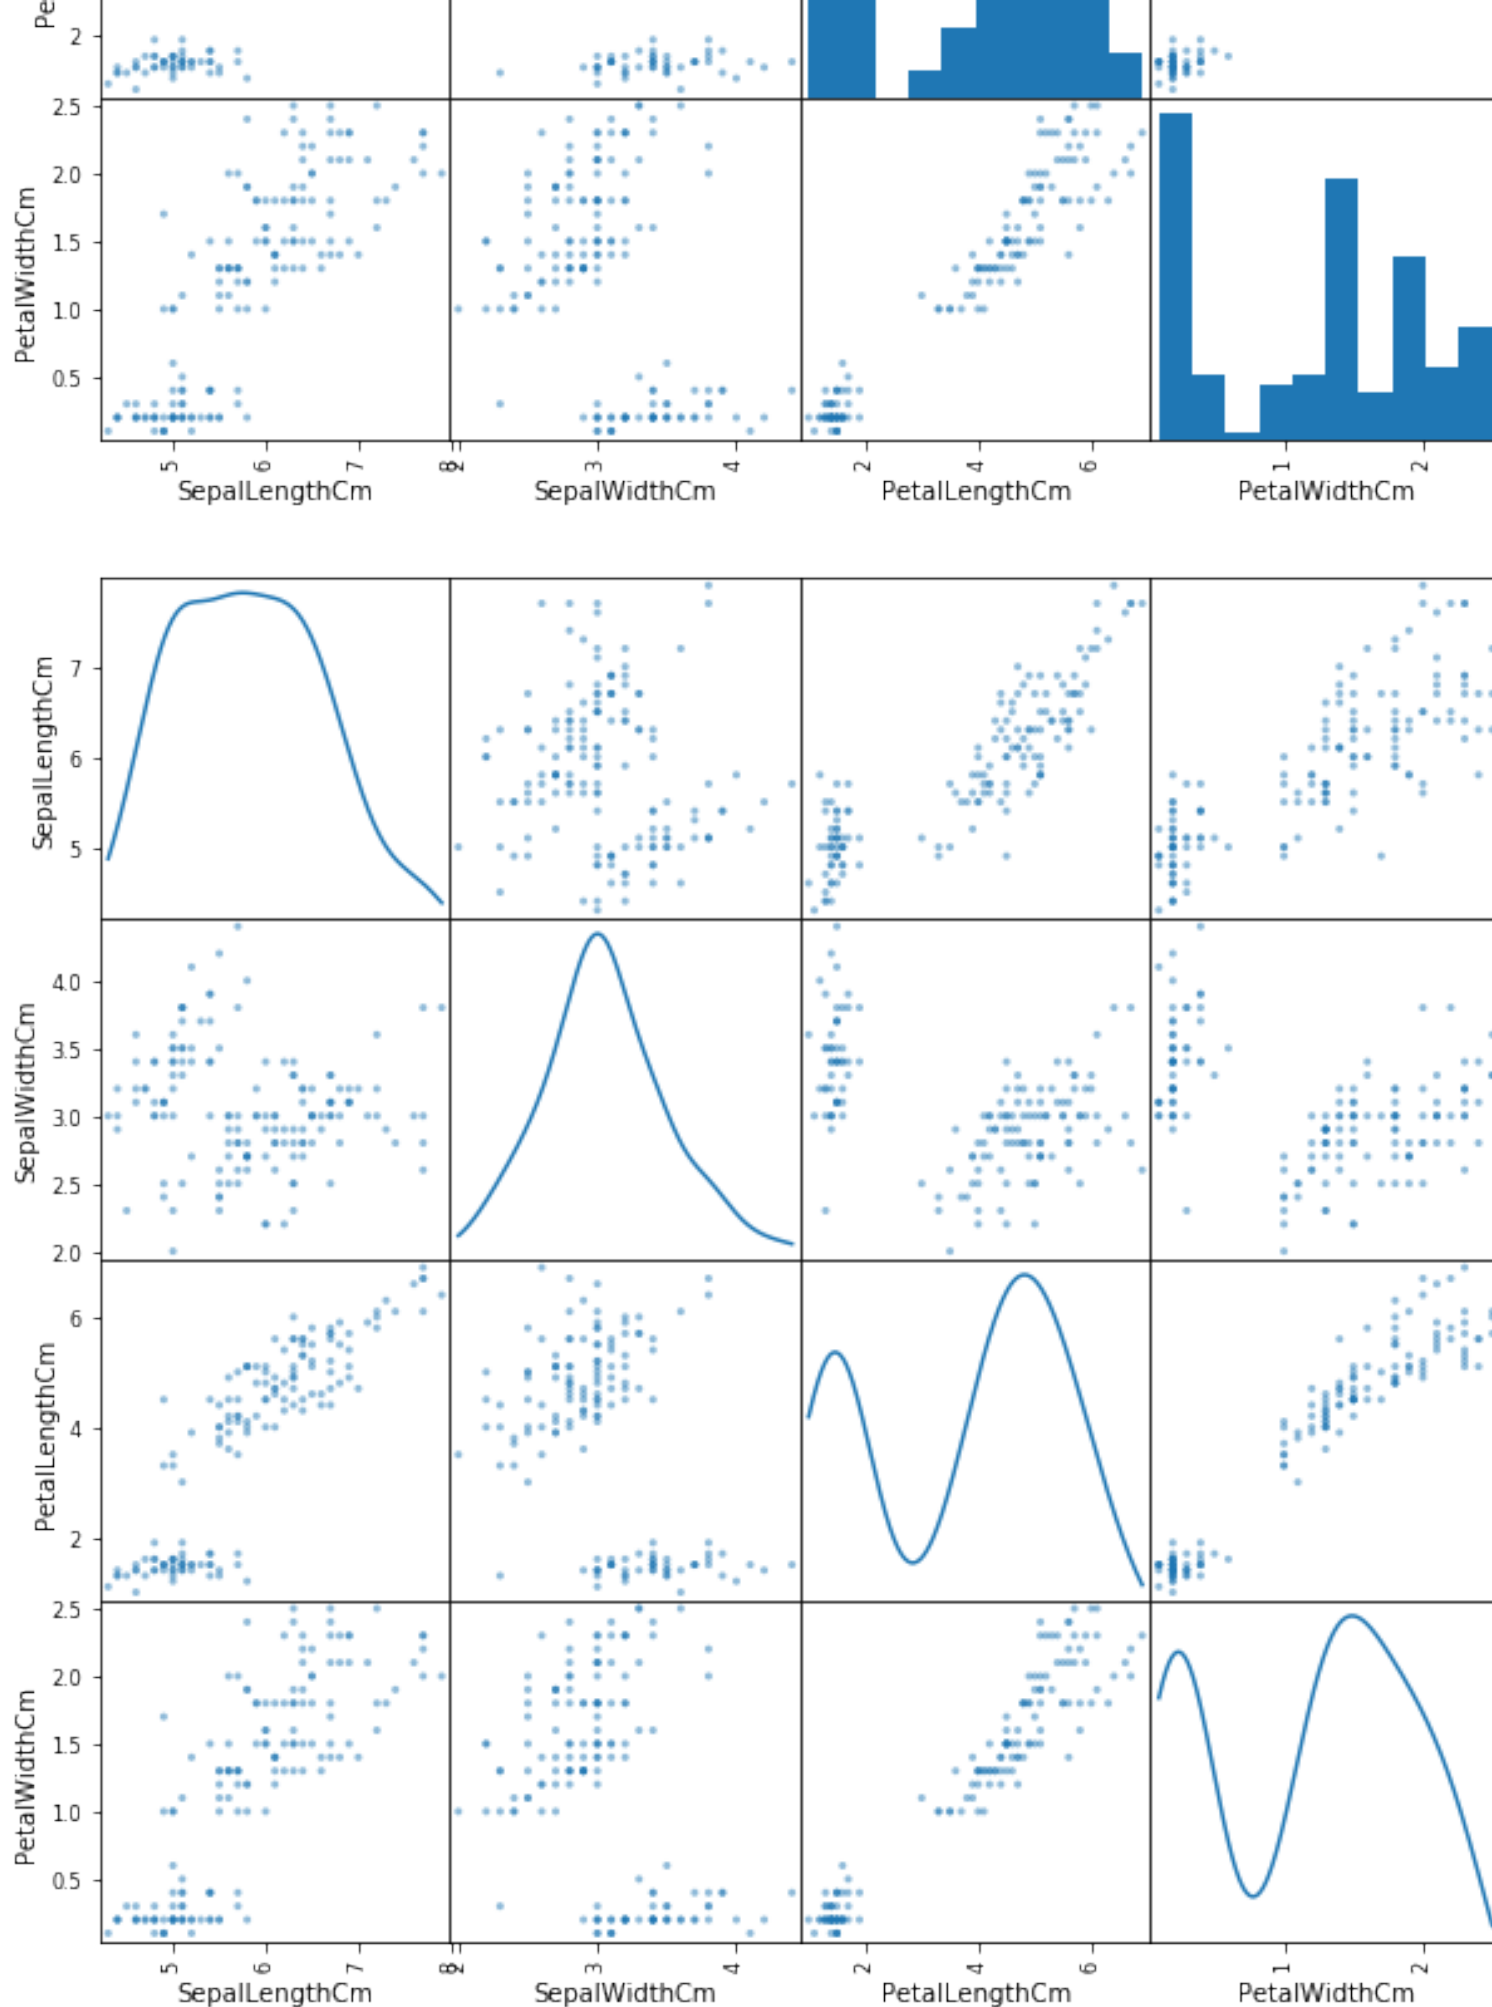 Pe
2
2.5
2.0
1.5
1.0
0.5
PetalWidthCm
5 6 7 8 2 3 4 2 4 6 1 2
SepalLengthCm SepalWidthCm PetalLengthCm PetalWidthCm
7
6
5
SepalLengthCm
4.0
3.5
3.0
2.5
2.0
SepalWidthCm
6
4
2
PetalLengthCm
2.5
2.0
1.5
1.0
0.5
PetalWidthCm
5 6 7 8 2 3 4 2 4 6 1 2
SepalLengthCm SepalWidthCm PetalLengthCm PetalWidthCm